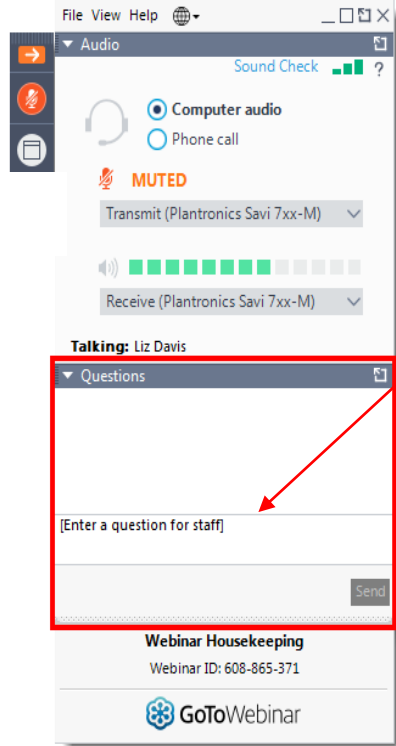 File View Help
Audio
Sound Check ?
Computer audio
Phone call
MUTED
Transmit (Plantronics Savi 7xx-M)
Receive (Plantronics Savi 7xx-M)
Talking: Liz Davis
Questions
[Enter a question for staff]
Send
Webinar Housekeeping
Webinar ID: 608-865-371
GoToWebinar